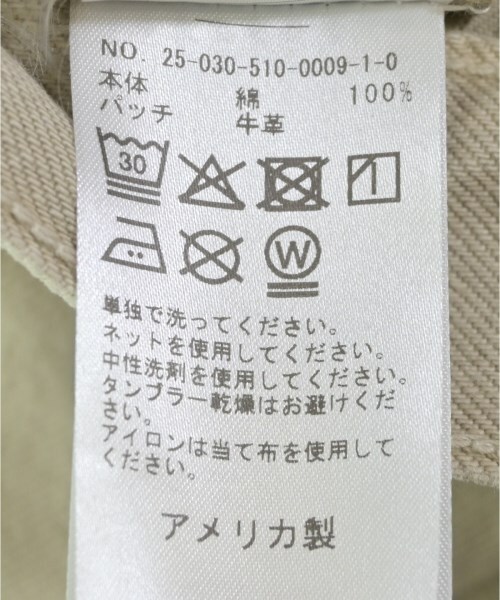 NO. 25-030-510-0009-1-0
本体 綿 100%
パッチ 牛革
30
W
単独で洗ってください。
ネットを使用してください。
中性洗剤を使用してください。
タンブラー乾燥はお避けくだ
さい。
アイロンは当て布を使用して
ください。
アメリカ製